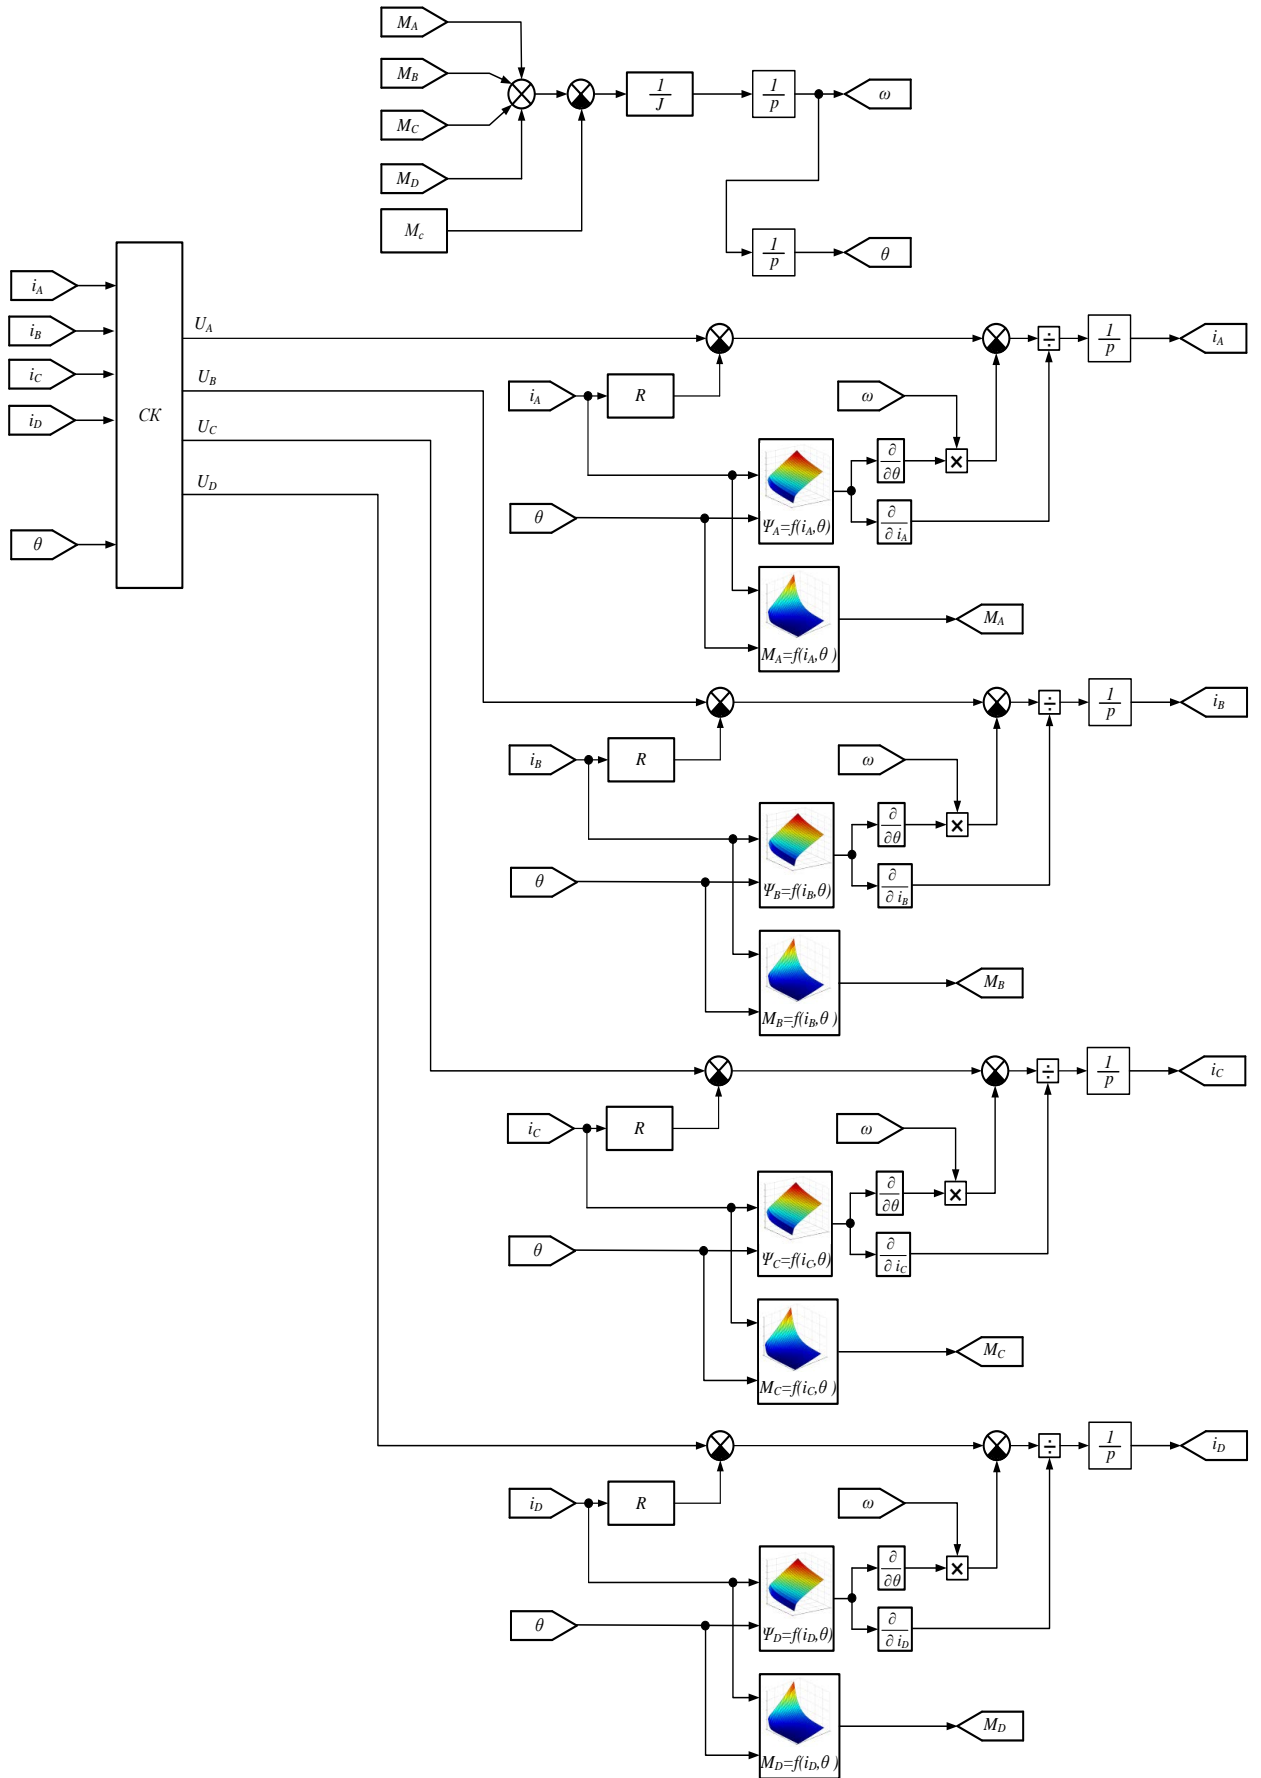 M_A
M_B
M_C
M_D
M_c
1/J
1/p
ω
1/p
θ
i_A
i_B
i_C
i_D
θ
СК
U_A
U_B
U_C
U_D
÷
1/p
i_A
i_A
R
ω
∂/∂θ
×
Ψ_A=f(i_A,θ)
∂/∂i_A
θ
M_A=f(i_A,θ )
M_A
÷
1/p
i_B
i_B
R
ω
∂/∂θ
×
Ψ_B=f(i_B,θ)
∂/∂i_B
θ
M_B=f(i_B,θ )
M_B
÷
1/p
i_C
i_C
R
ω
∂/∂θ
×
Ψ_C=f(i_C,θ)
∂/∂i_C
θ
M_C=f(i_C,θ )
M_C
÷
1/p
i_D
i_D
R
ω
∂/∂θ
×
Ψ_D=f(i_D,θ)
∂/∂i_D
θ
M_D=f(i_D,θ )
M_D